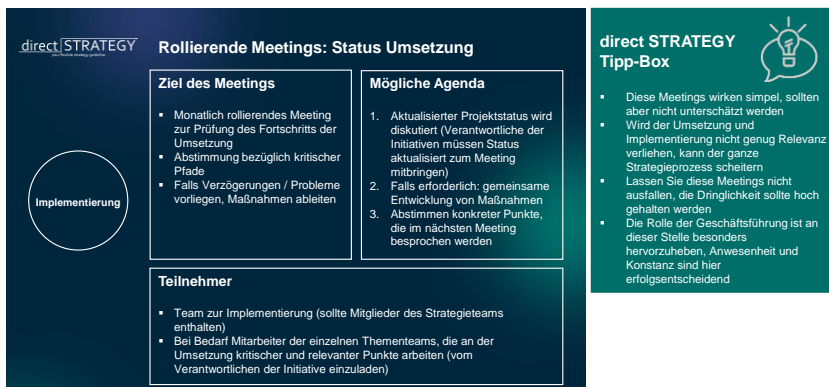 direct STRATEGY
your flexible strategy guideline
Rollierende Meetings: Status Umsetzung
Implementierung
Ziel des Meetings
▪ Monatlich rollierendes Meeting
zur Prüfung des Fortschritts der
Umsetzung
▪ Abstimmung bezüglich kritischer
Pfade
▪ Falls Verzögerungen / Probleme
vorliegen, Maßnahmen ableiten
Mögliche Agenda
1. Aktualisierter Projektstatus wird
diskutiert (Verantwortliche der
Initiativen müssen Status
aktualisiert zum Meeting
mitbringen)
2. Falls erforderlich: gemeinsame
Entwicklung von Maßnahmen
3. Abstimmen konkreter Punkte,
die im nächsten Meeting
besprochen werden
Teilnehmer
▪ Team zur Implementierung (sollte Mitglieder des Strategieteams
enthalten)
▪ Bei Bedarf Mitarbeiter der einzelnen Thementeams, die an der
Umsetzung kritischer und relevanter Punkte arbeiten (vom
Verantwortlichen der Initiative einzuladen)
direct STRATEGY
Tipp-Box
▪ Diese Meetings wirken simpel, sollten
aber nicht unterschätzt werden
▪ Wird der Umsetzung und
Implementierung nicht genug Relevanz
verliehen, kann der ganze
Strategieprozess scheitern
▪ Lassen Sie diese Meetings nicht
ausfallen, die Dringlichkeit sollte hoch
gehalten werden
▪ Die Rolle der Geschäftsführung ist an
dieser Stelle besonders
hervorzuheben, Anwesenheit und
Konstanz sind hier
erfolgsentscheidend